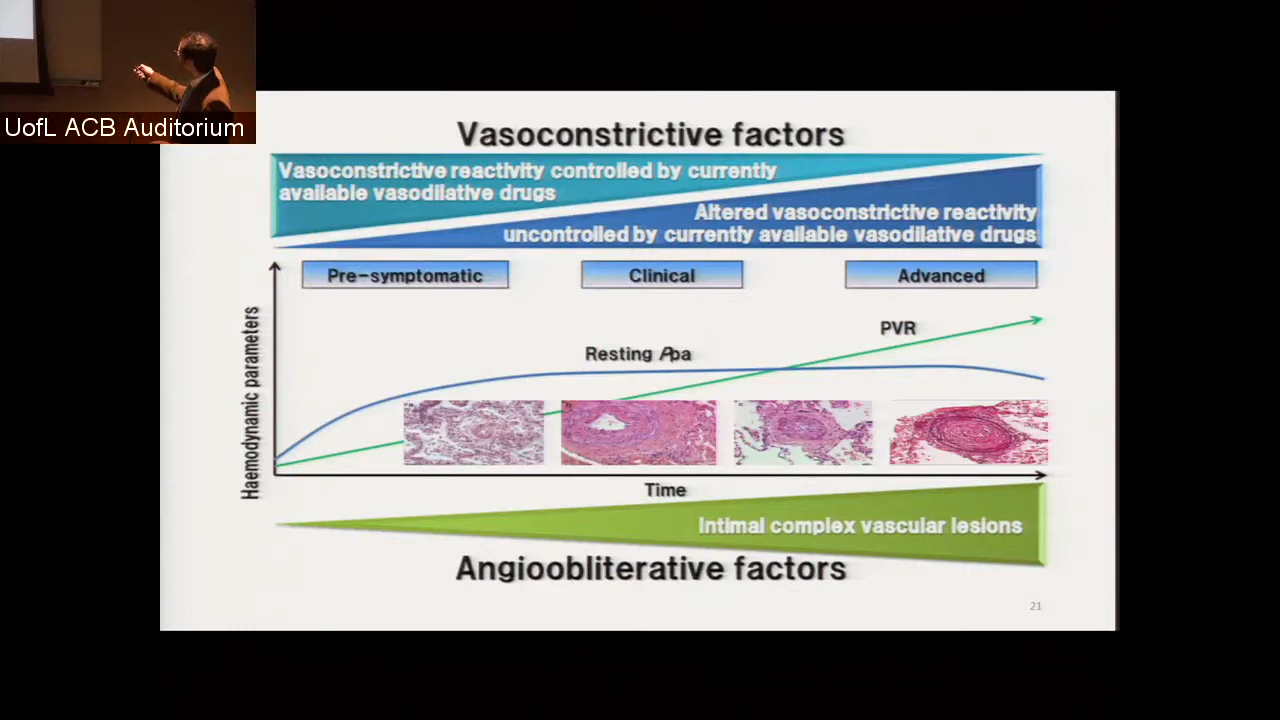 UofL ACB Auditorium
Vasoconstrictive factors
Vasoconstrictive reactivity controlled by currently
available vasodilative drugs
Altered vasoconstrictive reactivity
uncontrolled by currently available vasodilative drugs
Pre-symptomatic
Clinical
Advanced
Haemodynamic parameters
PVR
Resting Ppa
Time
Intimal complex vascular lesions
Angioobliterative factors
21